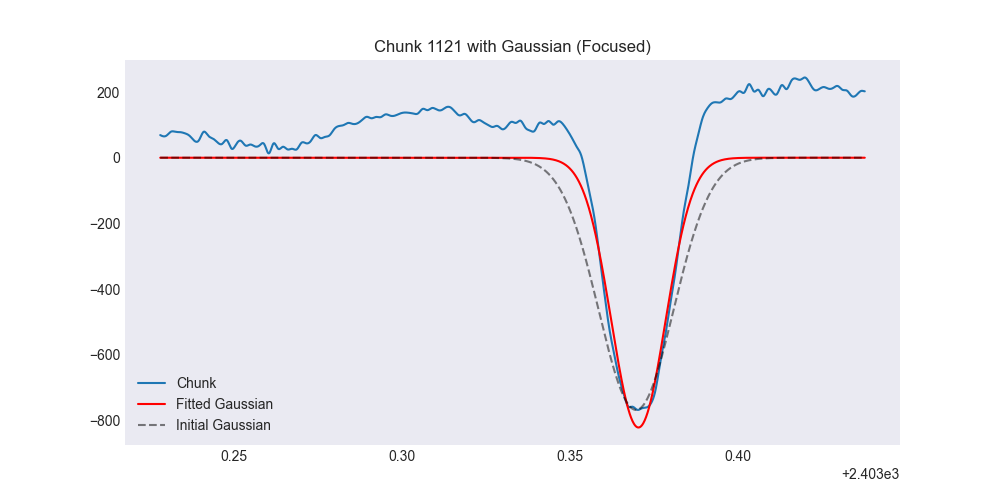 Chunk 1121 with Gaussian (Focused)
200
0
−200
−400
−600
−800
Chunk
Fitted Gaussian
Initial Gaussian
0.25 0.30 0.35 0.40
+2.403e3